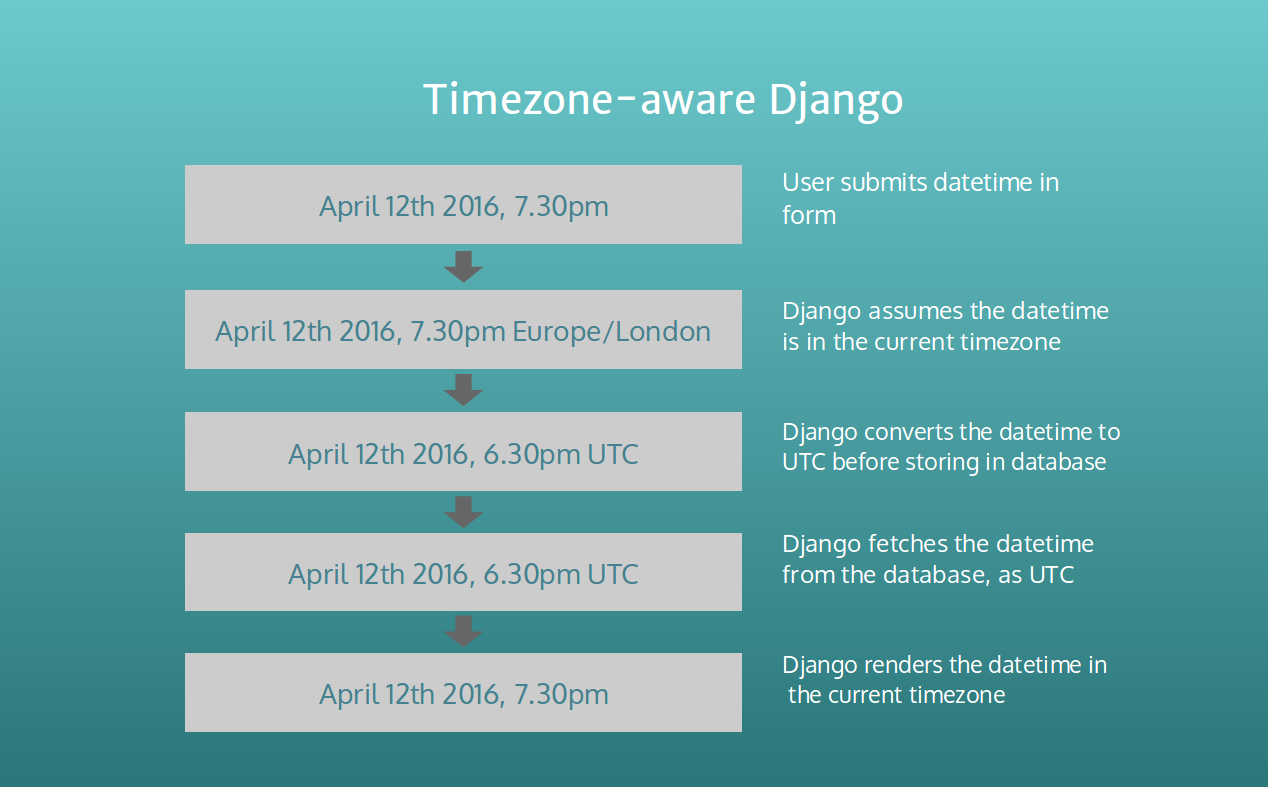 Timezone-aware Django
April 12th 2016, 7.30pm
User submits datetime in
form
April 12th 2016, 7.30pm Europe/London
Django assumes the datetime
is in the current timezone
April 12th 2016, 6.30pm UTC
Django converts the datetime to
UTC before storing in database
April 12th 2016, 6.30pm UTC
Django fetches the datetime
from the database, as UTC
April 12th 2016, 7.30pm
Django renders the datetime in
the current timezone